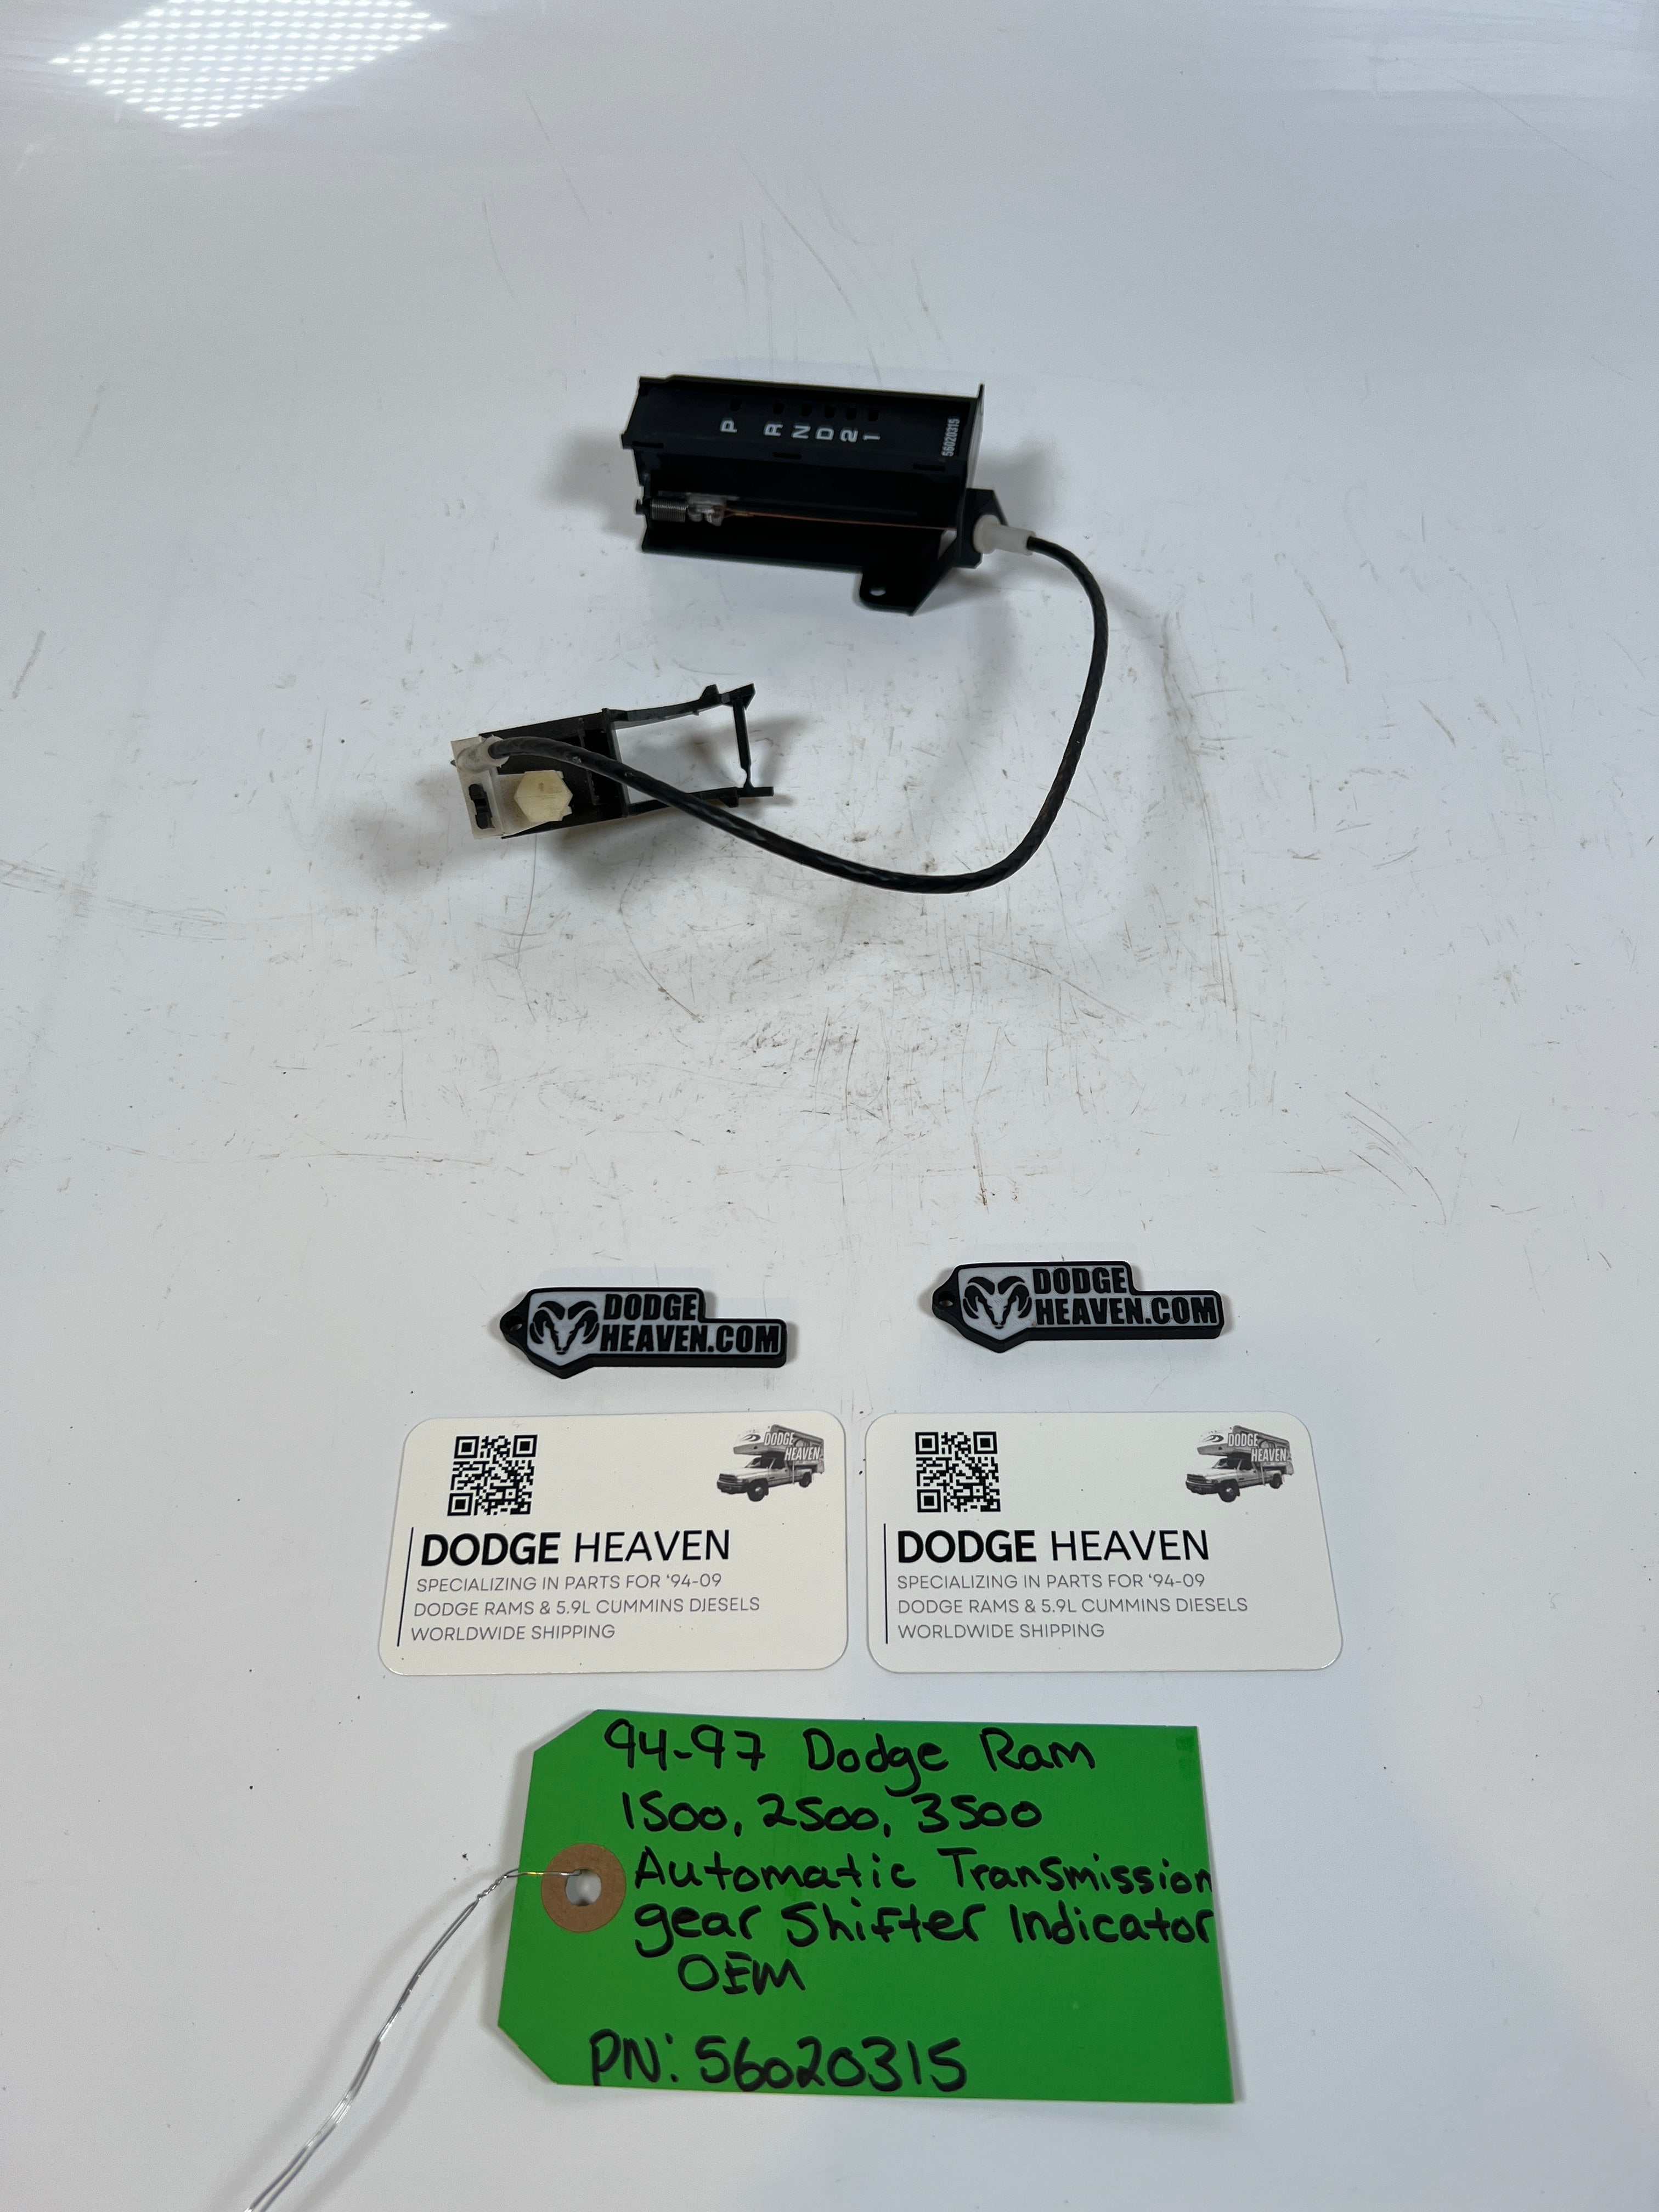 P R N D 2 1
56020315
DODGE
HEAVEN.COM
DODGE
HEAVEN.COM
DODGE
HEAVEN
DODGE HEAVEN
SPECIALIZING IN PARTS FOR '94-09
DODGE RAMS & 5.9L CUMMINS DIESELS
WORLDWIDE SHIPPING
DODGE
HEAVEN
DODGE HEAVEN
SPECIALIZING IN PARTS FOR '94-09
DODGE RAMS & 5.9L CUMMINS DIESELS
WORLDWIDE SHIPPING
94-97 Dodge Ram
1500, 2500, 3500
Automatic Transmission
gear Shifter Indicator
OEM
PN: 56020315